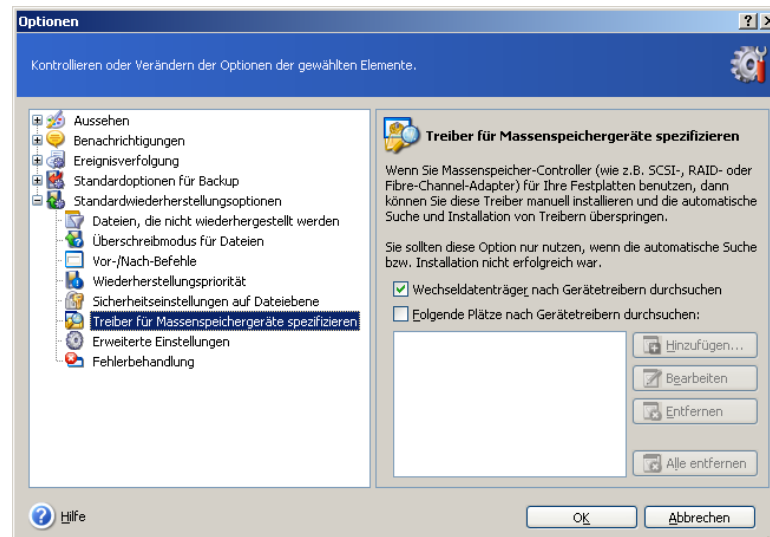 Optionen
Kontrollieren oder Verändern der Optionen der gewählten Elemente.
Aussehen
Benachrichtigungen
Ereignisverfolgung
Standardoptionen für Backup
Standardwiederherstellungsoptionen
Dateien, die nicht wiederhergestellt werden
Überschreibmodus für Dateien
Vor-/Nach-Befehle
Wiederherstellungspriorität
Sicherheitseinstellungen auf Dateiebene
Treiber für Massenspeichergeräte spezifizieren
Erweiterte Einstellungen
Fehlerbehandlung
Treiber für Massenspeichergeräte spezifizieren
Wenn Sie Massenspeicher-Controller (wie z.B. SCSI-, RAID- oder
Fibre-Channel-Adapter) für Ihre Festplatten benutzen, dann
können Sie diese Treiber manuell installieren und die automatische
Suche und Installation von Treibern überspringen.
Sie sollten diese Option nur nutzen, wenn die automatische Suche
bzw. Installation nicht erfolgreich war.
Wechseldatenträger nach Gerätetreibern durchsuchen
Folgende Plätze nach Gerätetreibern durchsuchen:
Hinzufügen...
Bearbeiten
Entfernen
Alle entfernen
Hilfe
OK
Abbrechen